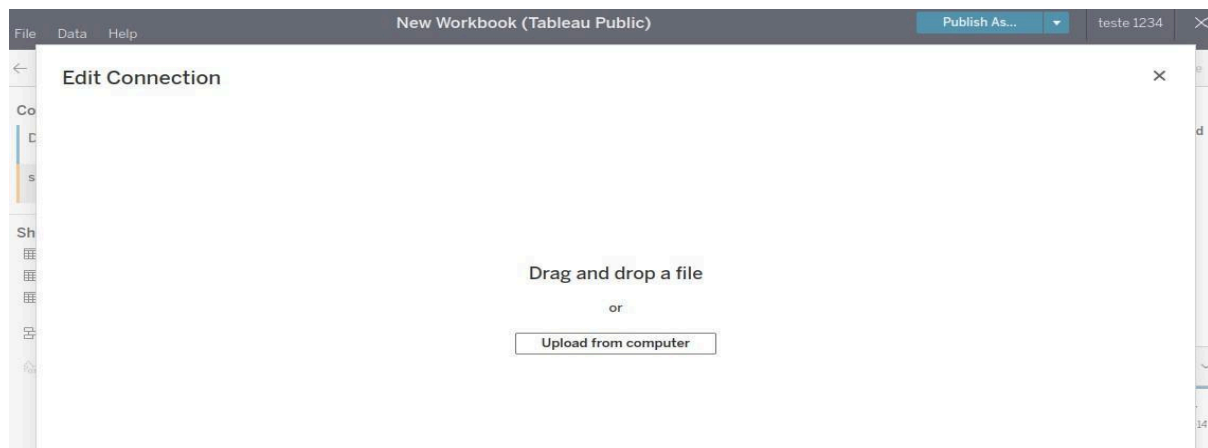 New Workbook (Tableau Public)
Publish As...
teste 1234
File Data Help
Edit Connection
Co
D
s
Sh
Drag and drop a file
or
Upload from computer
e
d
14